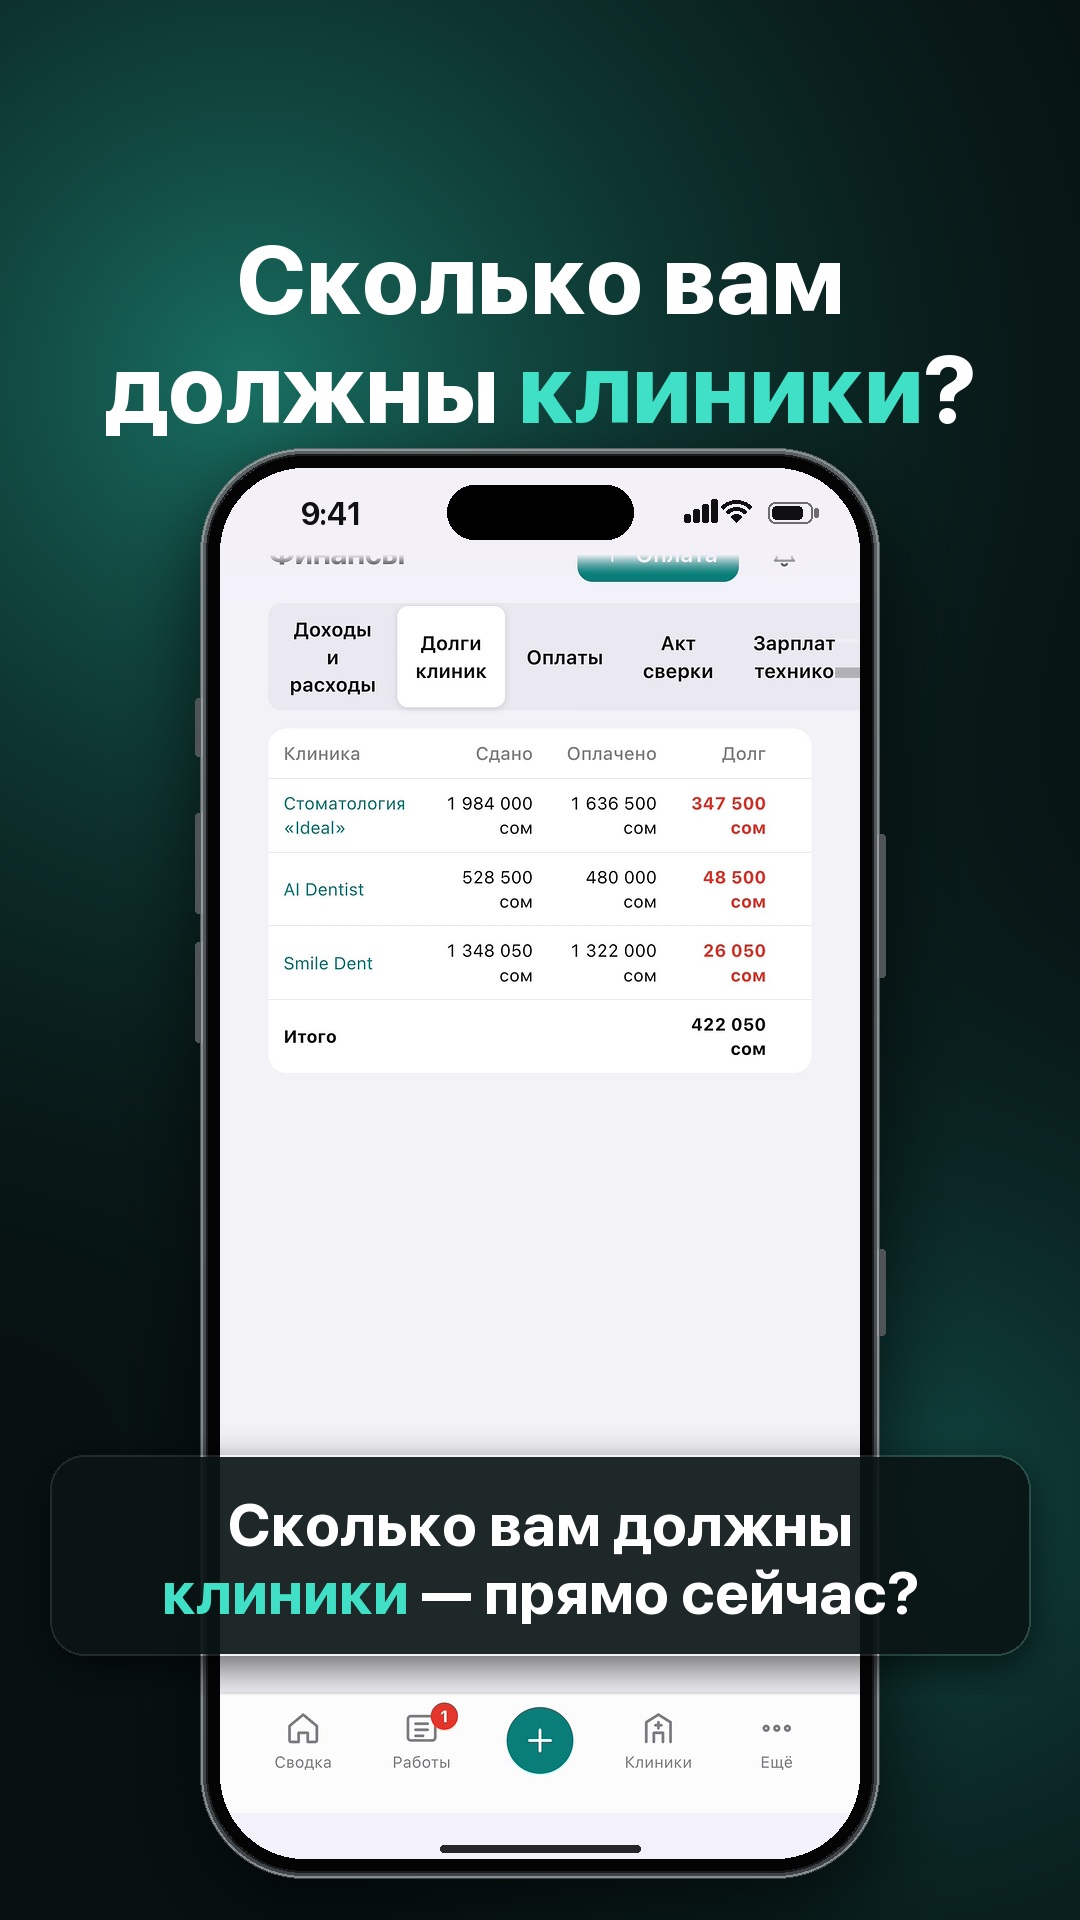 Сколько вам
должны клиники?
9:41
Финансы + Оплата
Доходы и расходы
Долги клиник
Оплаты
Акт сверки
Зарплат технико
Клиника Сдано Оплачено Долг
Стоматология «Ideal» 1 984 000 сом 1 636 500 сом 347 500 сом
AI Dentist 528 500 сом 480 000 сом 48 500 сом
Smile Dent 1 348 050 сом 1 322 000 сом 26 050 сом
Итого 422 050 сом
Сколько вам должны
клиники — прямо сейчас?
1
Сводка Работы + Клиники Ещё